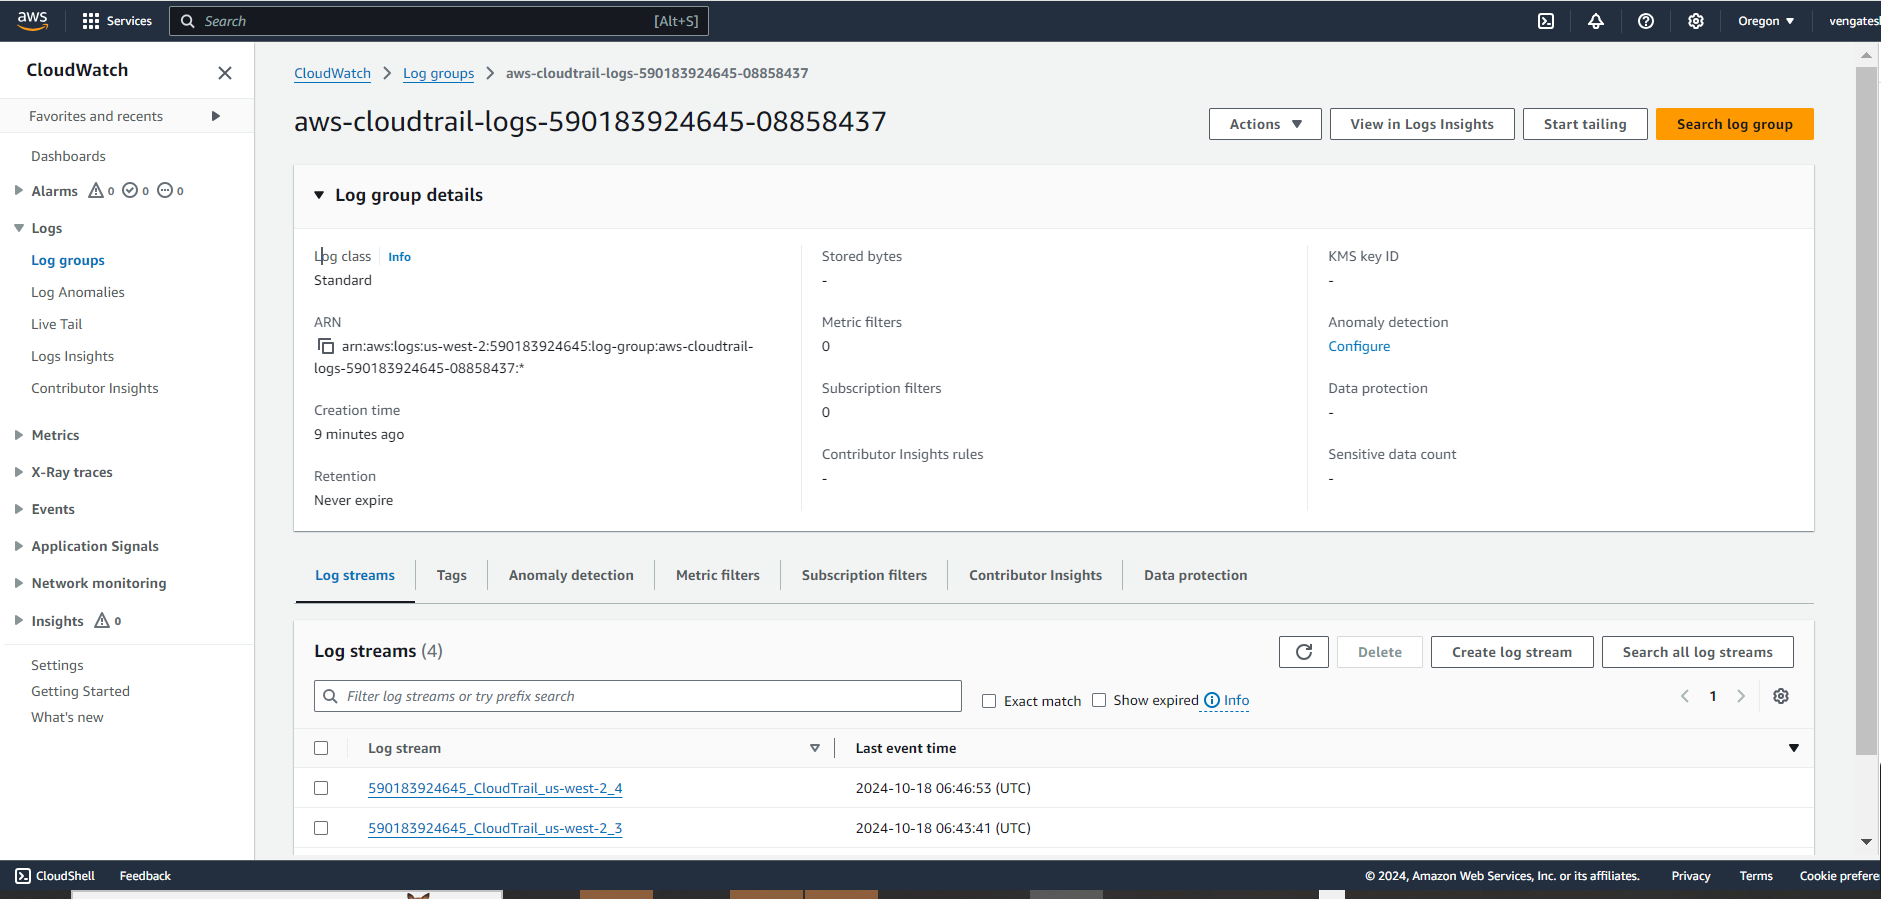 aws
Services
Search
[Alt+S]
Oregon
CloudWatch
Favorites and recents
Dashboards
Alarms 0 0 0
Logs
Log groups
Log Anomalies
Live Tail
Logs Insights
Contributor Insights
Metrics
X-Ray traces
Events
Application Signals
Network monitoring
Insights 0
Settings
Getting Started
What's new
CloudWatch
Log groups
aws-cloudtrail-logs-590183924645-08858437
aws-cloudtrail-logs-590183924645-08858437
Actions
View in Logs Insights
Start tailing
Search log group
Log group details
Log class
Info
Standard
ARN
arn:aws:logs:us-west-2:590183924645:log-group:aws-cloudtrail-
logs-590183924645-08858437:*
Creation time
9 minutes ago
Retention
Never expire
Stored bytes
-
Metric filters
0
Subscription filters
0
Contributor Insights rules
-
KMS key ID
-
Anomaly detection
Configure
Data protection
-
Sensitive data count
-
Log streams
Tags
Anomaly detection
Metric filters
Subscription filters
Contributor Insights
Data protection
Log streams (4)
Delete
Create log stream
Search all log streams
Filter log streams or try prefix search
Exact match
Show expired
Info
1
Log stream
Last event time
590183924645_CloudTrail_us-west-2_4
2024-10-18 06:46:53 (UTC)
590183924645_CloudTrail_us-west-2_3
2024-10-18 06:43:41 (UTC)
CloudShell
Feedback
© 2024, Amazon Web Services, Inc. or its affiliates.
Privacy
Terms
Cookie